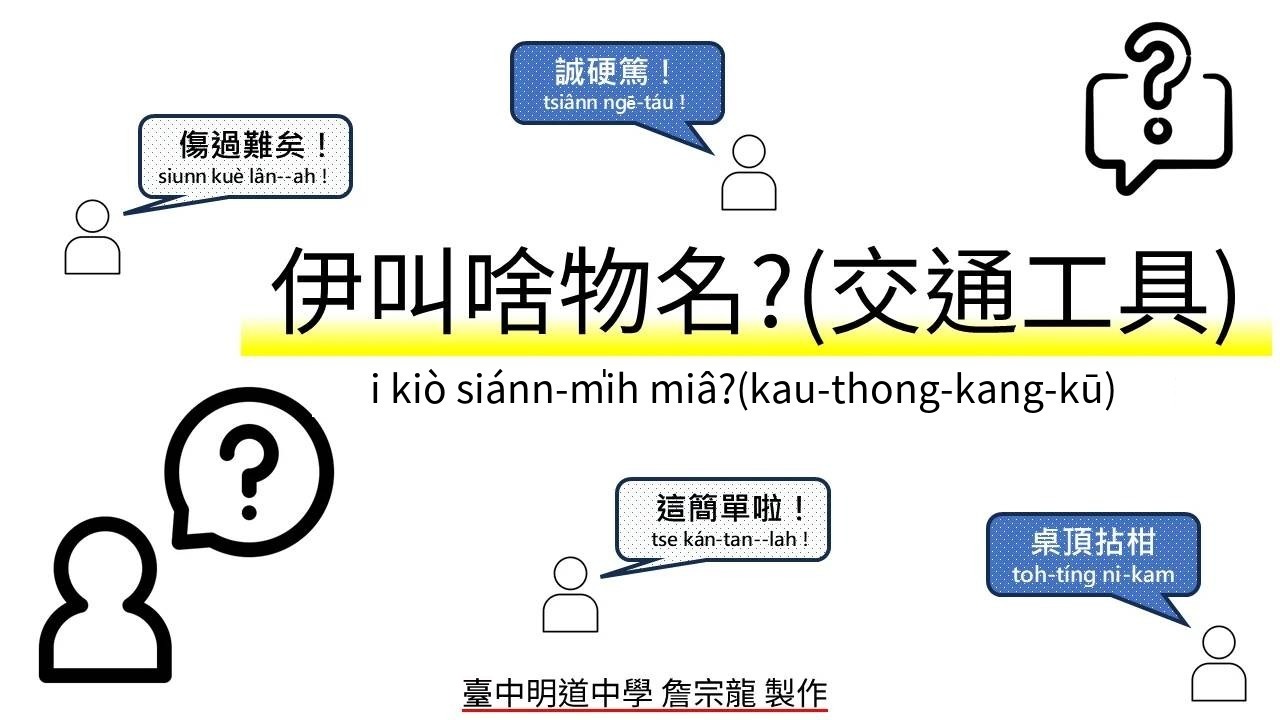 誠硬篤！
tsiânn ngē-táu !
傷過難矣！
siunn kuè lân--ah !
伊叫啥物名?(交通工具)
i kiò siánn-mi̍h miâ?(kau-thong-kang-kū)
這簡單啦！
tse kán-tan--lah !
桌頂拈柑
toh-tíng ni-kam
臺中明道中學 詹宗龍 製作